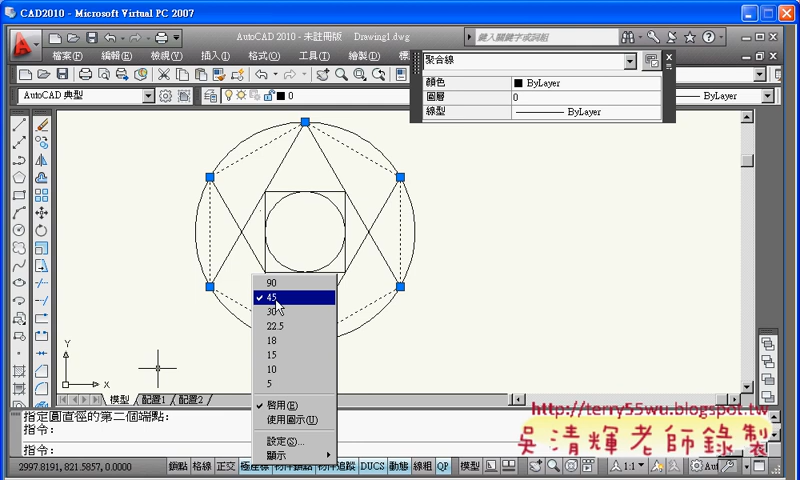 CAD2010 - Microsoft Virtual PC 2007
AutoCAD 2010 - 未註冊版 Drawing1.dwg
鍵入關鍵字或詞組
檔案(F) 編輯(E) 檢視(V) 插入(I) 格式(O) 工具(T) 繪製(D) 標
AutoCAD 典型
0
ByLayer
聚合線
顏色 ByLayer
圖層 0
線型 ByLayer
90
45
30
22.5
18
15
10
5
啟用(E)
使用圖示(U)
設定(S)...
顯示
Y
X
模型 配置1 配置2
指定圓直徑的第二個端點:
指令:
指令:
http://terry55wu.blogspot.tw
吳清輝老師錄製
2997.8191, 821.5857, 0.0000
鎖點 格線 正交 極座標 物件鎖點 物件追蹤 DUCS 動態 線粗 QP 模型
1:1
Aut